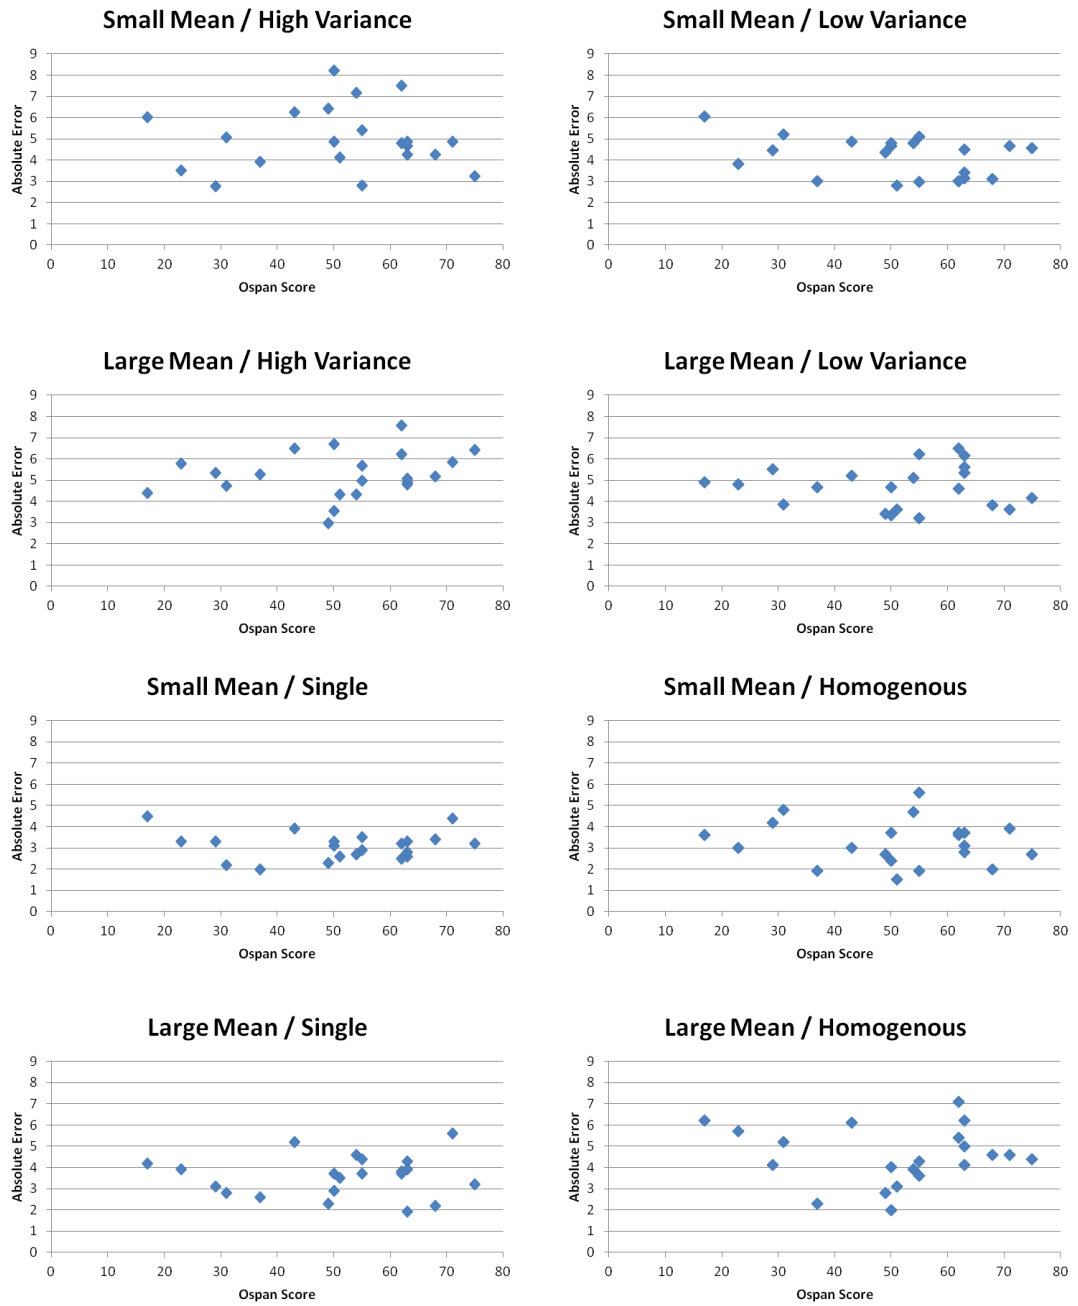 Small Mean / High Variance
9
8
7
6
5
4
3
2
1
0
Absolute Error
0 10 20 30 40 50 60 70 80
Ospan Score
Small Mean / Low Variance
9
8
7
6
5
4
3
2
1
0
Absolute Error
0 10 20 30 40 50 60 70 80
Ospan Score
Large Mean / High Variance
9
8
7
6
5
4
3
2
1
0
Absolute Error
0 10 20 30 40 50 60 70 80
Ospan Score
Large Mean / Low Variance
9
8
7
6
5
4
3
2
1
0
Absolute Error
0 10 20 30 40 50 60 70 80
Ospan Score
Small Mean / Single
9
8
7
6
5
4
3
2
1
0
Absolute Error
0 10 20 30 40 50 60 70 80
Ospan Score
Small Mean / Homogenous
9
8
7
6
5
4
3
2
1
0
Absolute Error
0 10 20 30 40 50 60 70 80
Ospan Score
Large Mean / Single
9
8
7
6
5
4
3
2
1
0
Absolute Error
0 10 20 30 40 50 60 70 80
Ospan Score
Large Mean / Homogenous
9
8
7
6
5
4
3
2
1
0
Absolute Error
0 10 20 30 40 50 60 70 80
Ospan Score